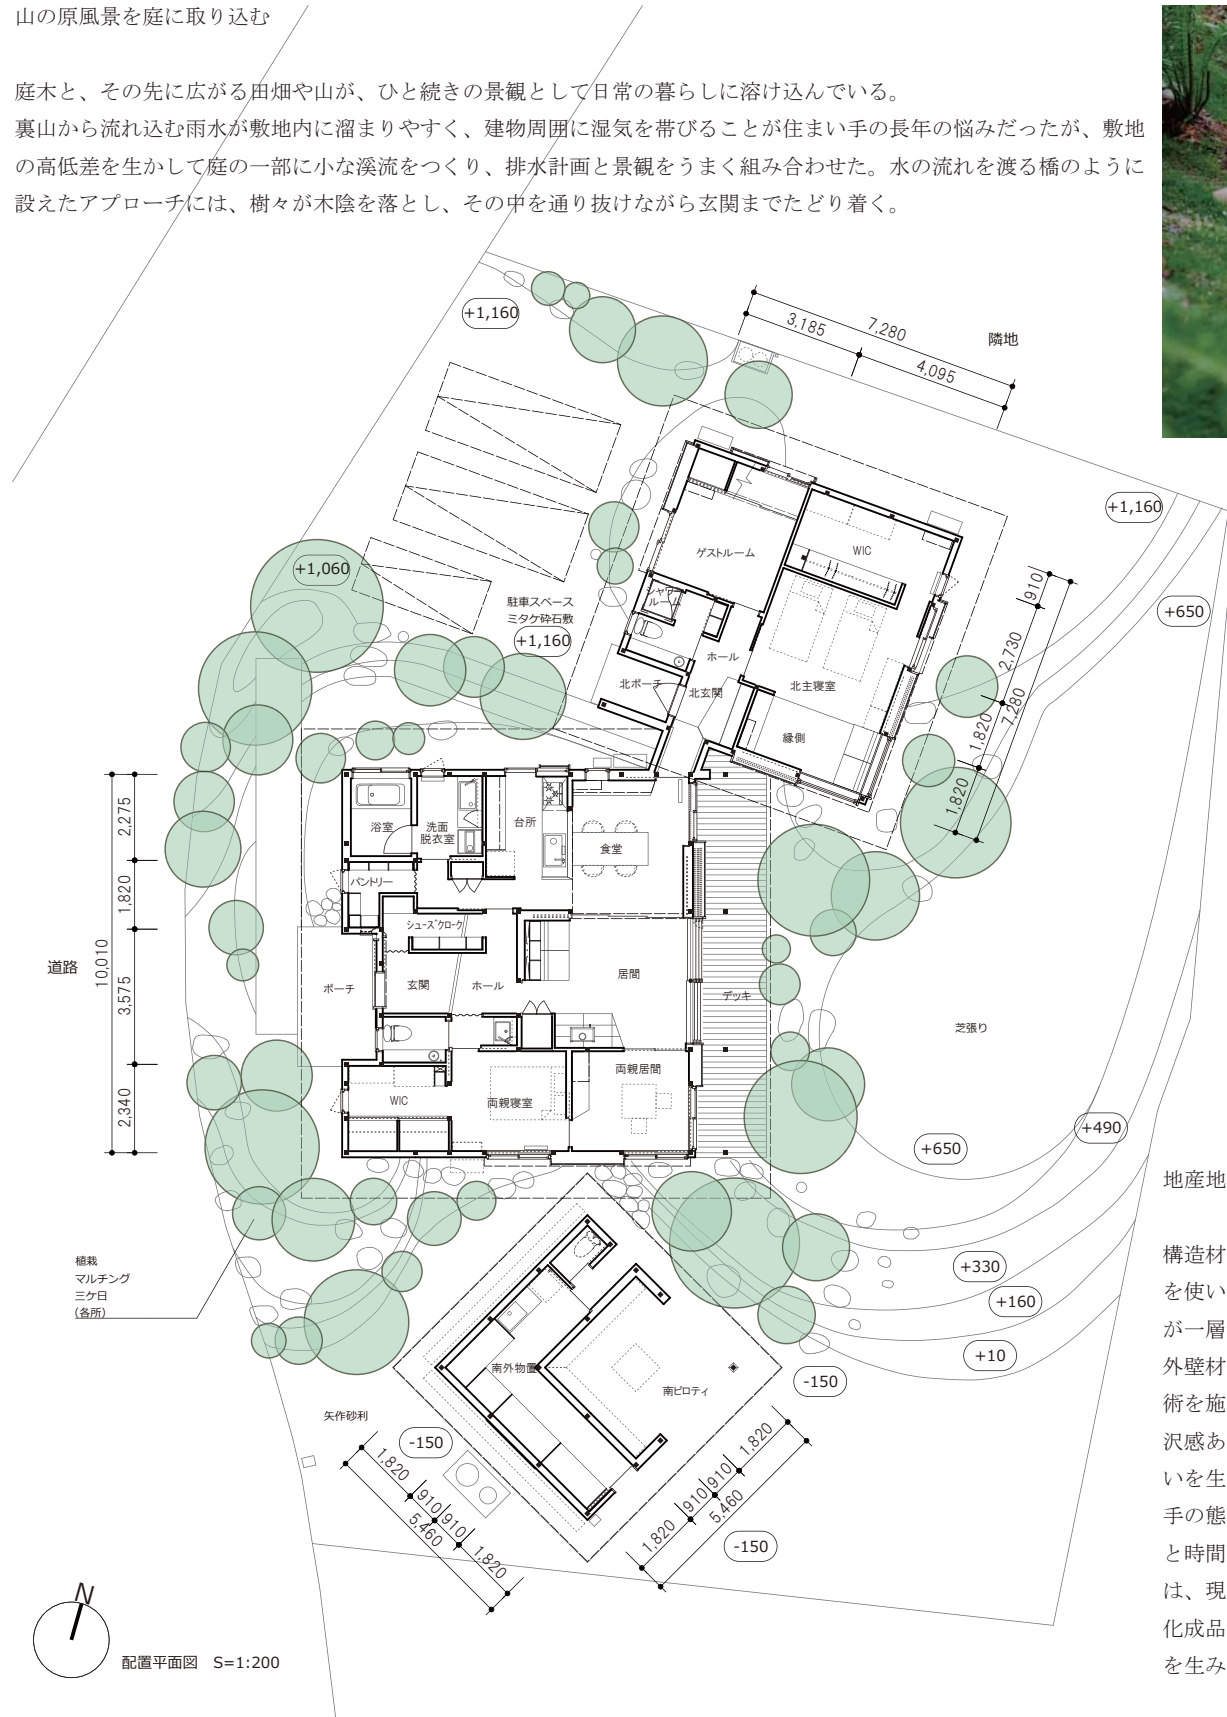 山の原風景を庭に取り込む
庭木と、その先に広がる田畑や山が、ひと続きの景観として日常の暮らしに溶け込んでいる。
裏山から流れ込む雨水が敷地内に溜まりやすく、建物周囲に湿気を帯びることが住まい手の長年の悩みだったが、敷地
の高低差を生かして庭の一部に小な溪流をつくり、排水計画と景観をうまく組み合わせた。水の流れを渡る橋のように
設えたアプローチには、樹々が木陰を落とし、その中を通り抜けながら玄関までたどり着く。
+1,160
3,185
7,280
4,095
隣地
+1,160
+1,060
駐車スペース
ミタケ砕石敷
+1,160
ゲストルーム
WIC
シャワー
ルーム
ホール
北ポーチ
北玄関
北主寝室
縁側
910
2,730
1,820
7,280
1,820
+650
2,275
1,820
10,010
3,575
2,340
道路
浴室
洗面
脱衣室
台所
食堂
パントリー
シューズクローク
ポーチ
玄関
ホール
居間
デッキ
芝張り
WIC
両親寝室
両親居間
+490
+650
+330
+160
+10
-150
植栽
マルチング
三ケ日
(各所)
南外物置
南ピロティ
矢作砂利
-150
1,820
910
910
5,460
1,820
1,820
910
910
5,460
1,820
-150
N
配置平面図 S=1:200
地産地
構造材
を使い
が一層
外壁材
術を施
沢感あ
いを生
手の態
と時間
は、現
化成品
を生み